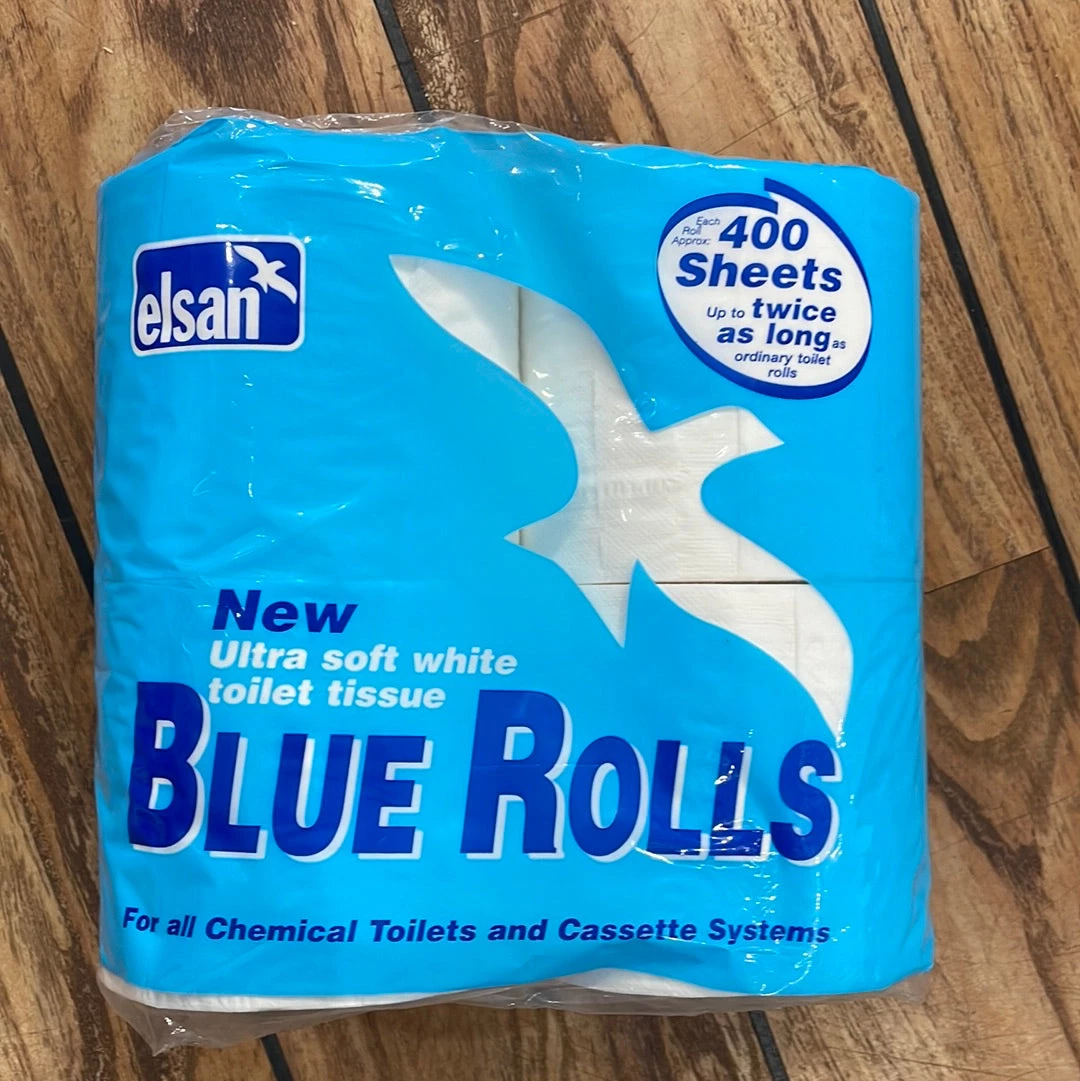 elsan
Each
Roll
Approx: 400
Sheets
Up to twice
as long as
ordinary toilet
rolls
New
Ultra soft white
toilet tissue
BLUE ROLLS
For all Chemical Toilets and Cassette Systems